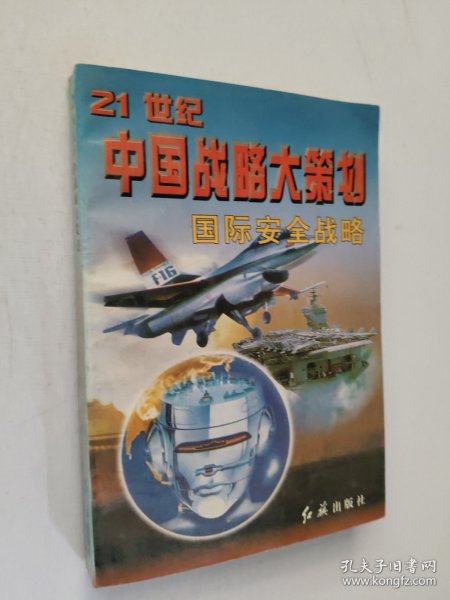 21 世纪
中国战略大策划
国际安全战略
F16
红旗出版社
孔夫子旧书网
www.kongfz.com